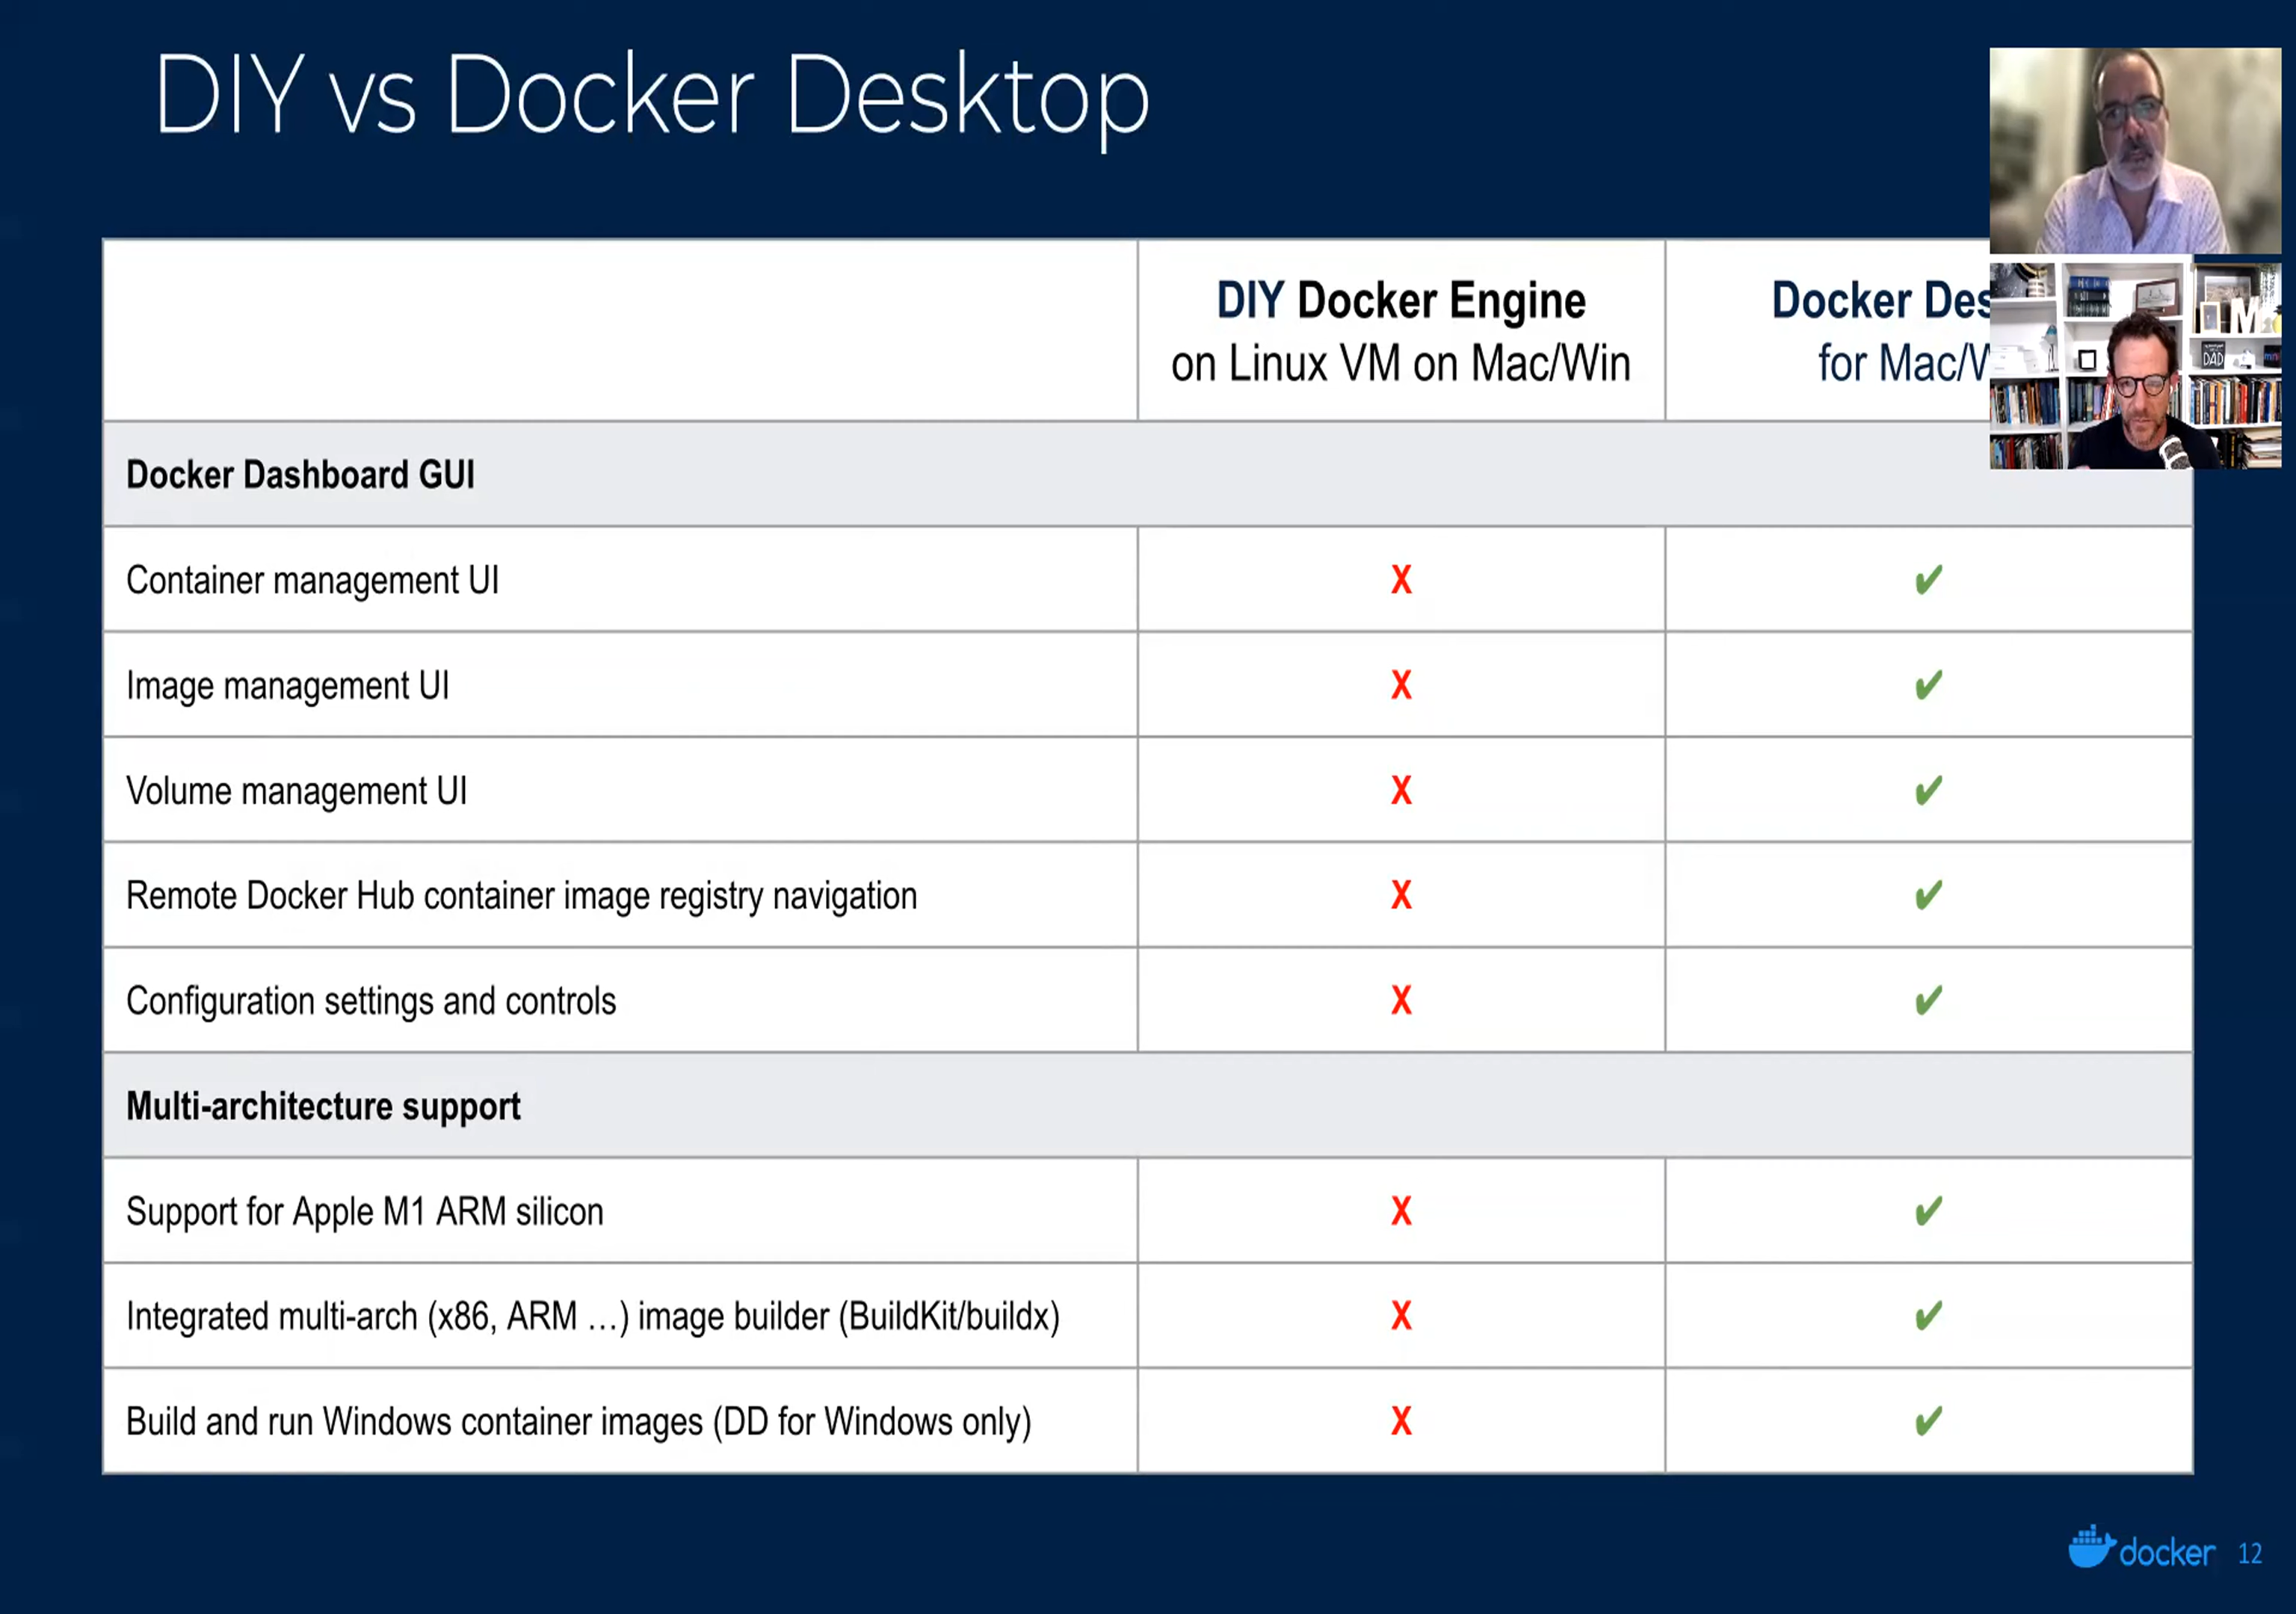 DIY vs Docker Desktop
DIY Docker Engine
on Linux VM on Mac/Win
Docker Des
for Mac/W
DAD
M
Docker Dashboard GUI
Container management UI X ✔
Image management UI X ✔
Volume management UI X ✔
Remote Docker Hub container image registry navigation X ✔
Configuration settings and controls X ✔
Multi-architecture support
Support for Apple M1 ARM silicon X ✔
Integrated multi-arch (x86, ARM ...) image builder (BuildKit/buildx) X ✔
Build and run Windows container images (DD for Windows only) X ✔
docker 12